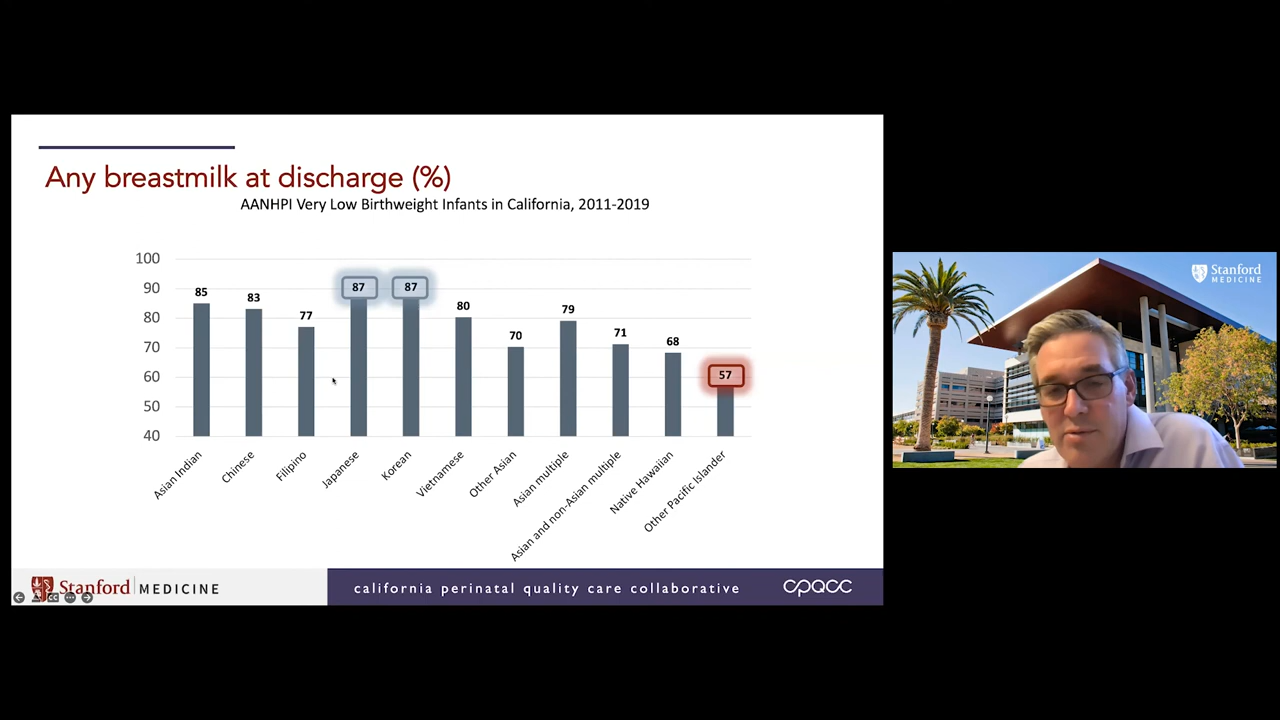 Any breastmilk at discharge (%)
AANHPI Very Low Birthweight Infants in California, 2011-2019
100
90
80
70
60
50
40
85
83
77
87
87
80
70
79
71
68
57
Asian Indian
Chinese
Filipino
Japanese
Korean
Vietnamese
Other Asian
Asian multiple
Asian and non-Asian multiple
Native Hawaiian
Other Pacific Islander
Stanford MEDICINE
california perinatal quality care collaborative
cpqcc
Stanford
MEDICINE